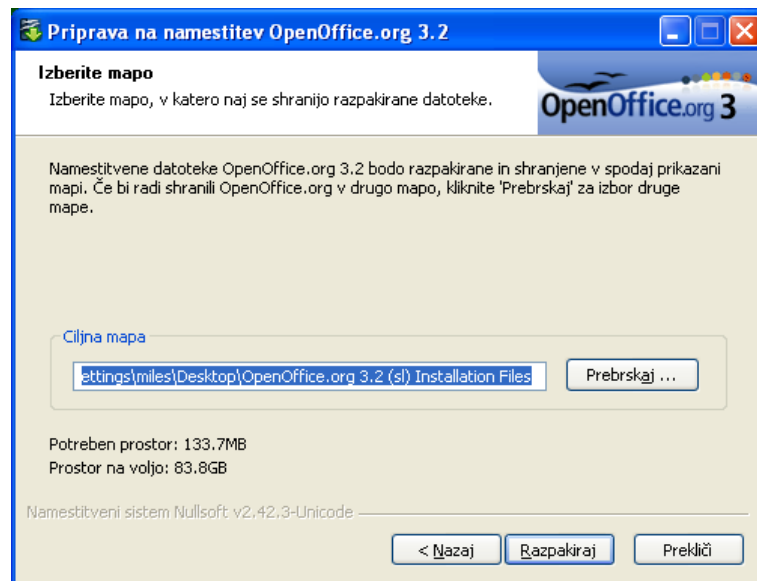 Priprava na namestitev OpenOffice.org 3.2
Izberite mapo
Izberite mapo, v katero naj se shranijo razpakirane datoteke.
OpenOffice.org 3
Namestitvene datoteke OpenOffice.org 3.2 bodo razpakirane in shranjene v spodaj prikazani
mapi. Če bi radi shranili OpenOffice.org v drugo mapo, kliknite 'Prebrskaj' za izbor druge
mape.
Ciljna mapa
ettings\miles\Desktop\OpenOffice.org 3.2 (sl) Installation Files
Prebrskaj ...
Potreben prostor: 133.7MB
Prostor na voljo: 83.8GB
Namestitveni sistem Nullsoft v2.42.3-Unicode
< Nazaj
Razpakiraj
Prekliči